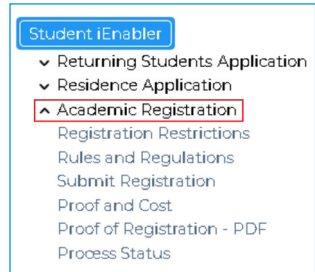 Student iEnabler
Returning Students Application
Residence Application
Academic Registration
Registration Restrictions
Rules and Regulations
Submit Registration
Proof and Cost
Proof of Registration - PDF
Process Status